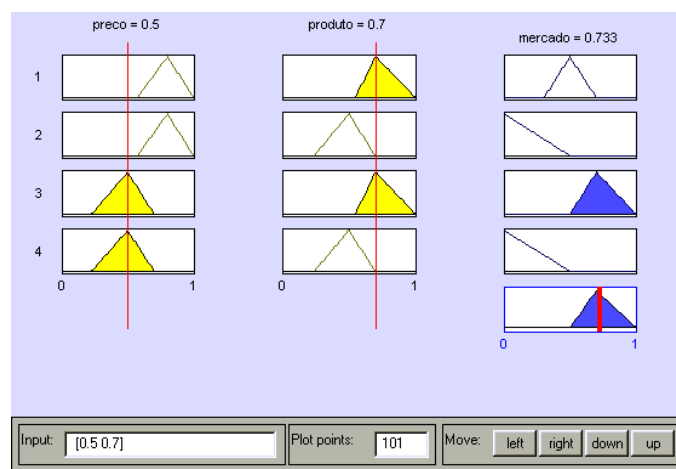 preco = 0.5 produto = 0.7 mercado = 0.733
1
2
3
4
0 1 0 1
0 1
Input: [0.5 0.7] Plot points: 101 Move: left right down up